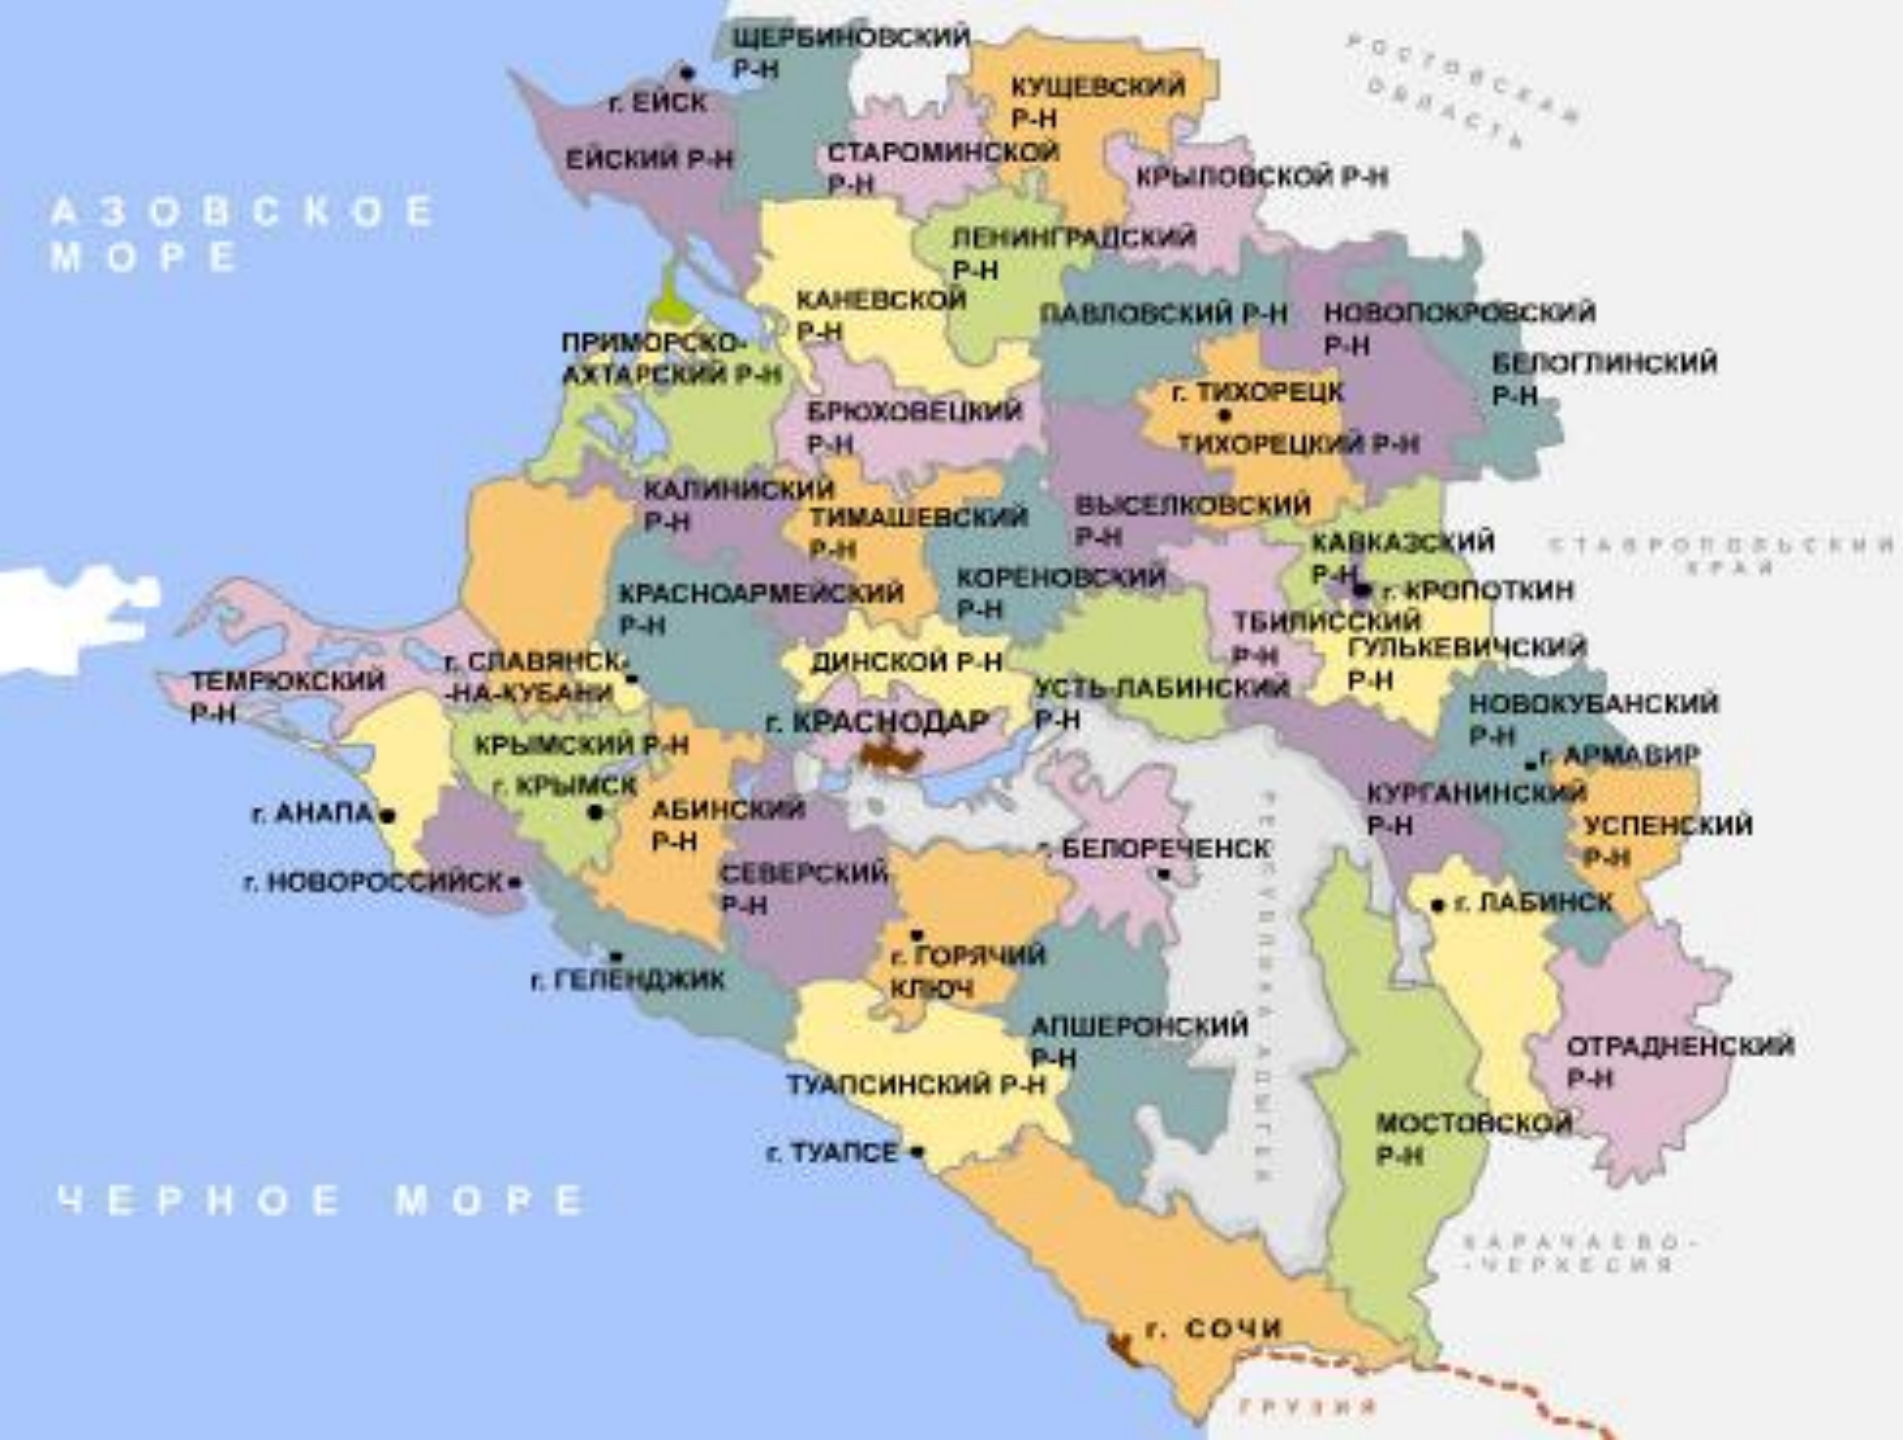 ЩЕРБИНОВСКИЙ
Р-Н
КУЩЕВСКИЙ
Р-Н
РОСТОВСКАЯ
ОБЛАСТЬ
г. ЕЙСК
ЕЙСКИЙ Р-Н
СТАРОМИНСКОЙ
Р-Н
КРЫЛОВСКОЙ Р-Н
АЗОВСКОЕ
МОРЕ
ЛЕНИНГРАДСКИЙ
Р-Н
КАНЕВСКОЙ
Р-Н
ПАВЛОВСКИЙ Р-Н
НОВОПОКРОВСКИЙ
Р-Н
ПРИМОРСКО-
АХТАРСКИЙ Р-Н
БЕЛОГЛИНСКИЙ
Р-Н
г. ТИХОРЕЦК
БРЮХОВЕЦКИЙ
Р-Н
ТИХОРЕЦКИЙ Р-Н
КАЛИНИСКИЙ
Р-Н
ТИМАШЕВСКИЙ
Р-Н
ВЫСЕЛКОВСКИЙ
Р-Н
КАВКАЗСКИЙ
Р-Н
СТАВРОПОЛЬСКИЙ
КРАЙ
КРАСНОАРМЕЙСКИЙ
Р-Н
КОРЕНОВСКИЙ
Р-Н
г. КРОПОТКИН
ТБИЛИССКИЙ
Р-Н
ГУЛЬКЕВИЧСКИЙ
Р-Н
ТЕМРЮКСКИЙ
Р-Н
г. СЛАВЯНСК-
-НА-КУБАНИ
ДИНСКОЙ Р-Н
УСТЬ-ЛАБИНСКИЙ
Р-Н
НОВОКУБАНСКИЙ
Р-Н
г. КРАСНОДАР
КРЫМСКИЙ Р-Н
г. АРМАВИР
г. КРЫМСК
КУРГАНИНСКИЙ
Р-Н
г. АНАПА
АБИНСКИЙ
Р-Н
УСПЕНСКИЙ
Р-Н
г. БЕЛОРЕЧЕНСК
РЕСПУБЛИКА АДЫГЕЯ
г. НОВОРОССИЙСК
СЕВЕРСКИЙ
Р-Н
г. ЛАБИНСК
г. ГОРЯЧИЙ
КЛЮЧ
г. ГЕЛЕНДЖИК
АПШЕРОНСКИЙ
Р-Н
ОТРАДНЕНСКИЙ
Р-Н
ТУАПСИНСКИЙ Р-Н
МОСТОВСКОЙ
Р-Н
г. ТУАПСЕ
ЧЕРНОЕ МОРЕ
КАРАЧАЕВО-
-ЧЕРКЕСИЯ
г. СОЧИ
ГРУЗИЯ